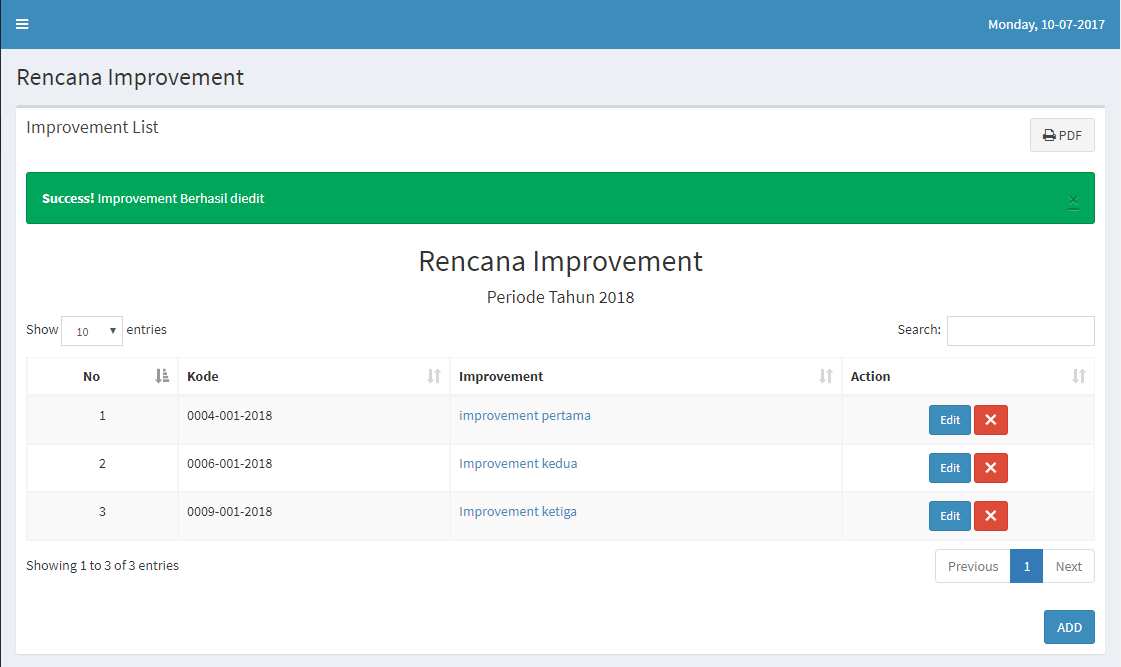 Monday, 10-07-2017
Rencana Improvement
Improvement List
PDF
Success! Improvement Berhasil diedit
×
Rencana Improvement
Periode Tahun 2018
Show 10 entries Search:
No Kode Improvement Action
1 0004-001-2018 improvement pertama Edit
2 0006-001-2018 Improvement kedua Edit
3 0009-001-2018 Improvement ketiga Edit
Showing 1 to 3 of 3 entries Previous 1 Next
ADD